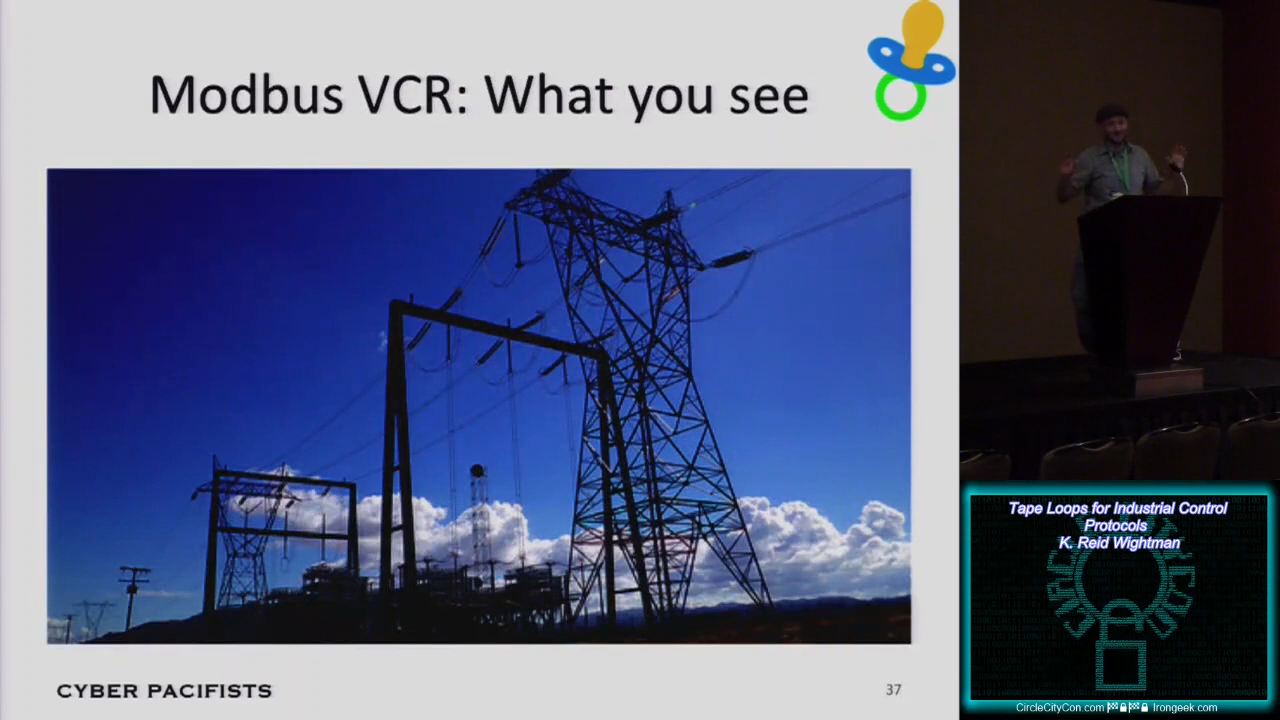 Modbus VCR: What you see
CYBER PACIFISTS
37
Tape Loops for Industrial Control
Protocols
K. Reid Wightman
CircleCityCon.com
Irongeek.com